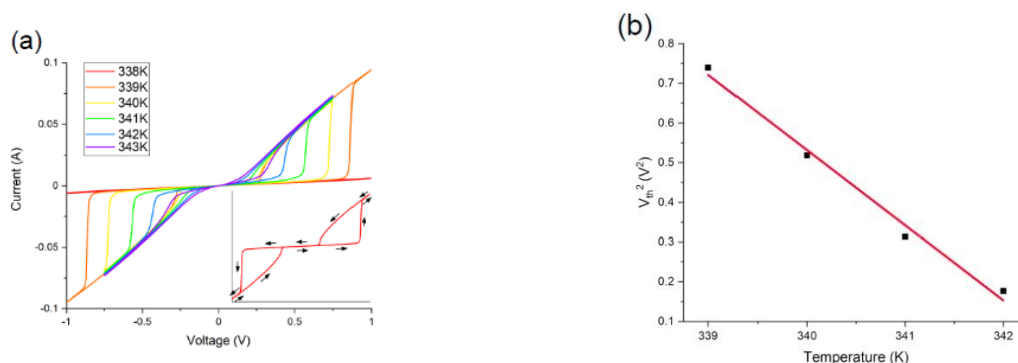 (a)
0.1
0.05
0
-0.05
-0.1
Current (A)
338K
339K
340K
341K
342K
343K
-1
-0.5
0
0.5
1
Voltage (V)
(b)
0.8
0.7
0.6
0.5
0.4
0.3
0.2
0.1
Vth² (V²)
339
340
341
342
Temperature (K)